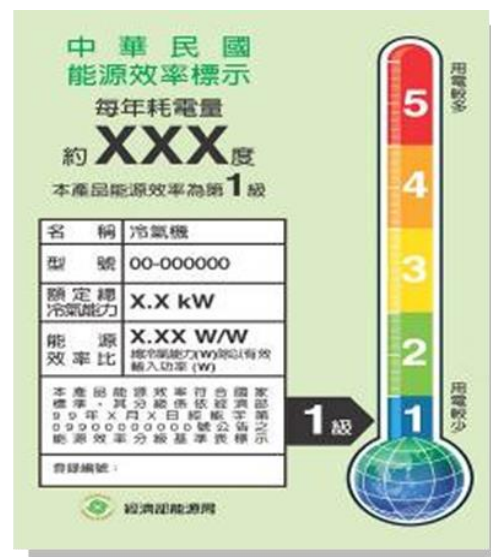 中華民國
能源效率標示
每年耗電量
約XXX度
本產品能源效率為第1級
名稱 冷氣機
型號 00-000000
額定總冷氣能力 X.X kW
能源效率比 X.XX W/W
總冷氣能力(W)除以有效
輸入功率 (W)
本產品能源效率符合國家
標準，其分級係依經濟部
99年X月X日經能字第
09900000000號公告之
能源效率分級基準表標示
登錄編號：
經濟部能源局
用電較多
5
4
3
2
1
用電較少
1級